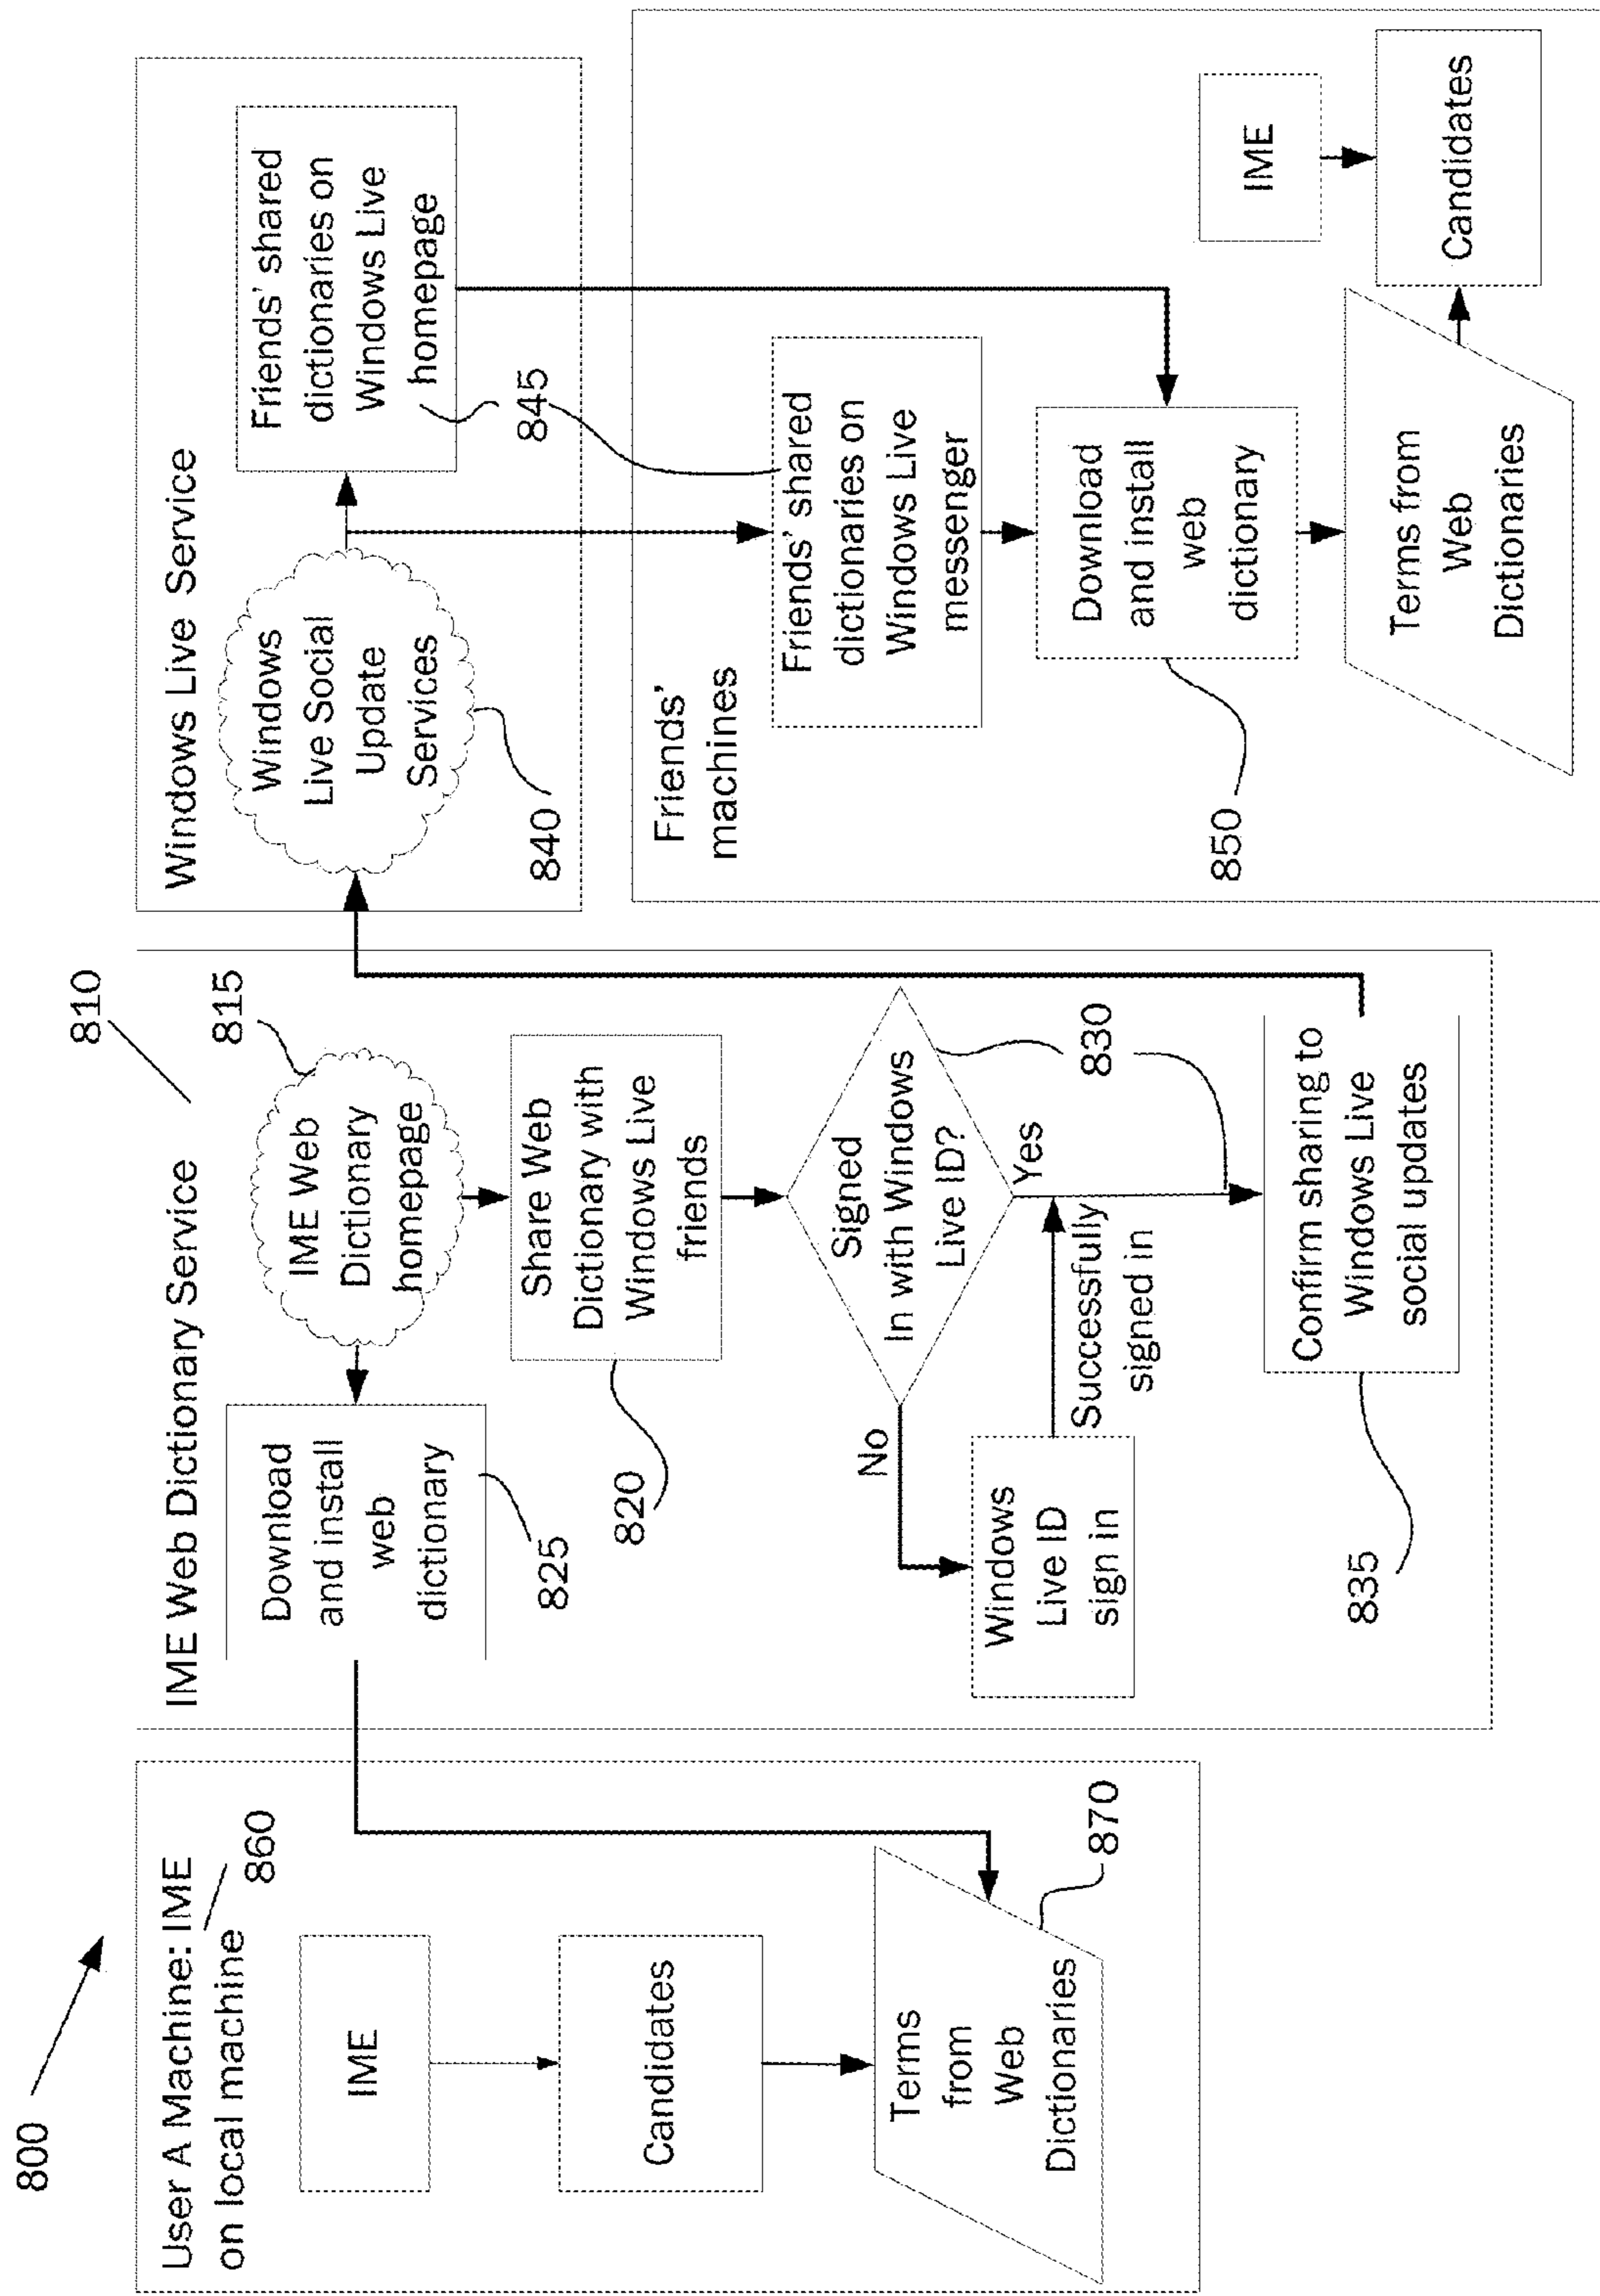 800
User A Machine: IME
on local machine
860
IME
Candidates
Terms
from
Web
Dictionaries
870
IME Web Dictionary Service
810
815
IME Web
Dictionary
homepage
Download
and install
web
dictionary
825
Share Web
Dictionary with
Windows Live
friends
820
Signed
In with Windows
Live ID?
No
Yes
830
Windows
Live ID
sign in
Successfully
signed in
Confirm sharing to
Windows Live
social updates
835
Windows Live Service
Windows
Live Social
Update
Services
840
Friends' shared
dictionaries on
Windows Live
homepage
845
Friends'
machines
Friends' shared
dictionaries on
Windows Live
messenger
Download
and install
web
dictionary
850
Terms from
Web
Dictionaries
IME
Candidates